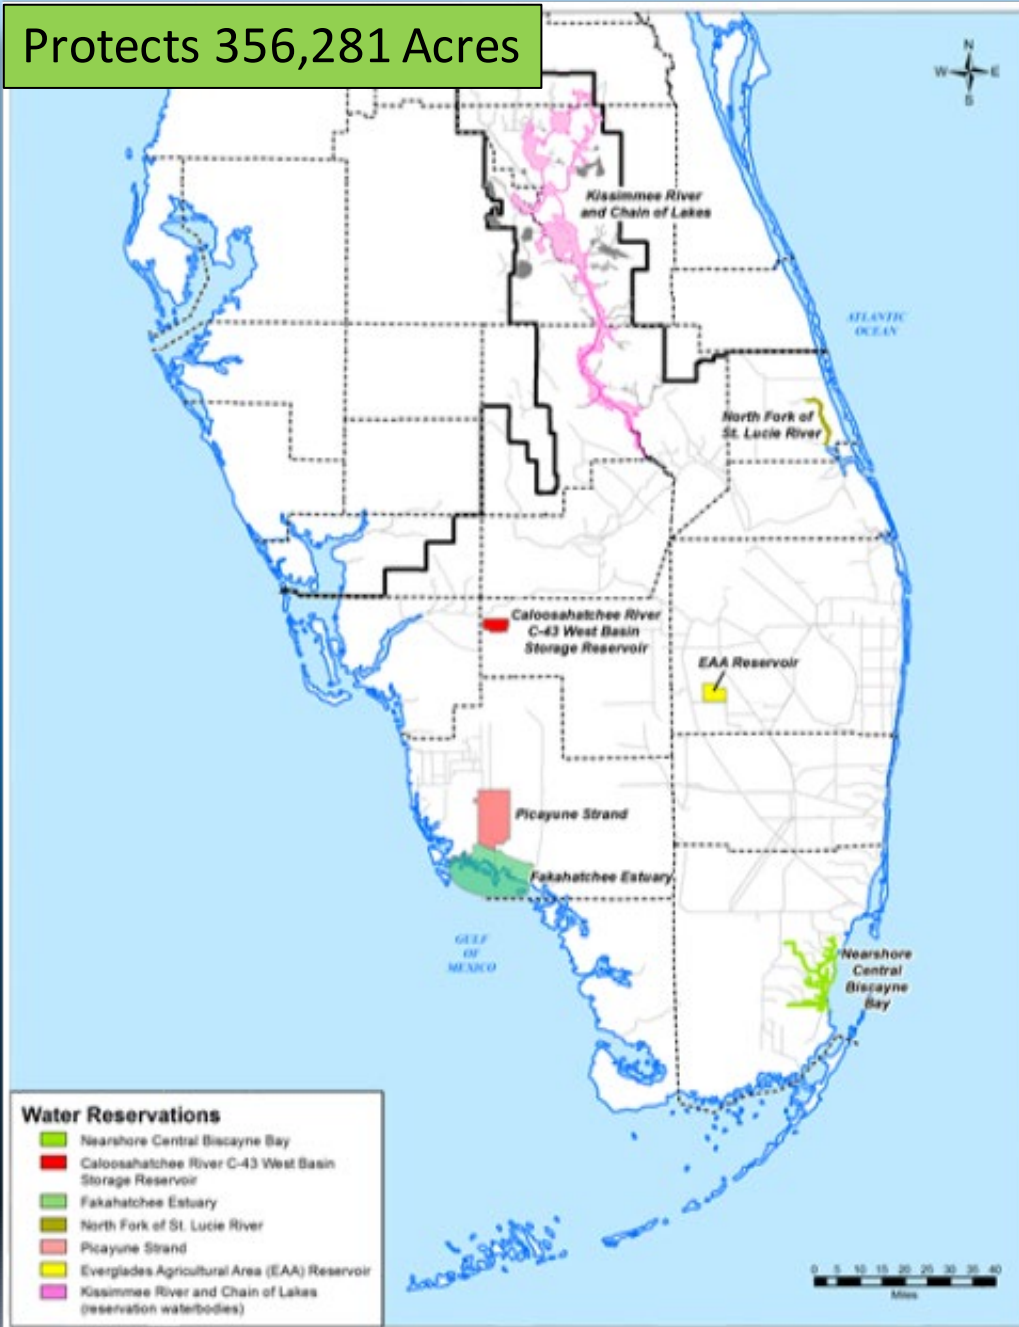 Protects 356,281 Acres
N
W E
S
Kissimmee River
and Chain of Lakes
ATLANTIC
OCEAN
North Fork of
St. Lucie River
Caloosahatchee River
C-43 West Basin
Storage Reservoir
EAA Reservoir
Picayune Strand
Fakahatchee Estuary
GULF
OF
MEXICO
Nearshore
Central
Biscayne
Bay
Water Reservations
Nearshore Central Biscayne Bay
Caloosahatchee River C-43 West Basin
Storage Reservoir
Fakahatchee Estuary
North Fork of St. Lucie River
Picayune Strand
Everglades Agricultural Area (EAA) Reservoir
Kissimmee River and Chain of Lakes
(reservation waterbodies)
0 5 10 15 20 25 30 35 40
Miles